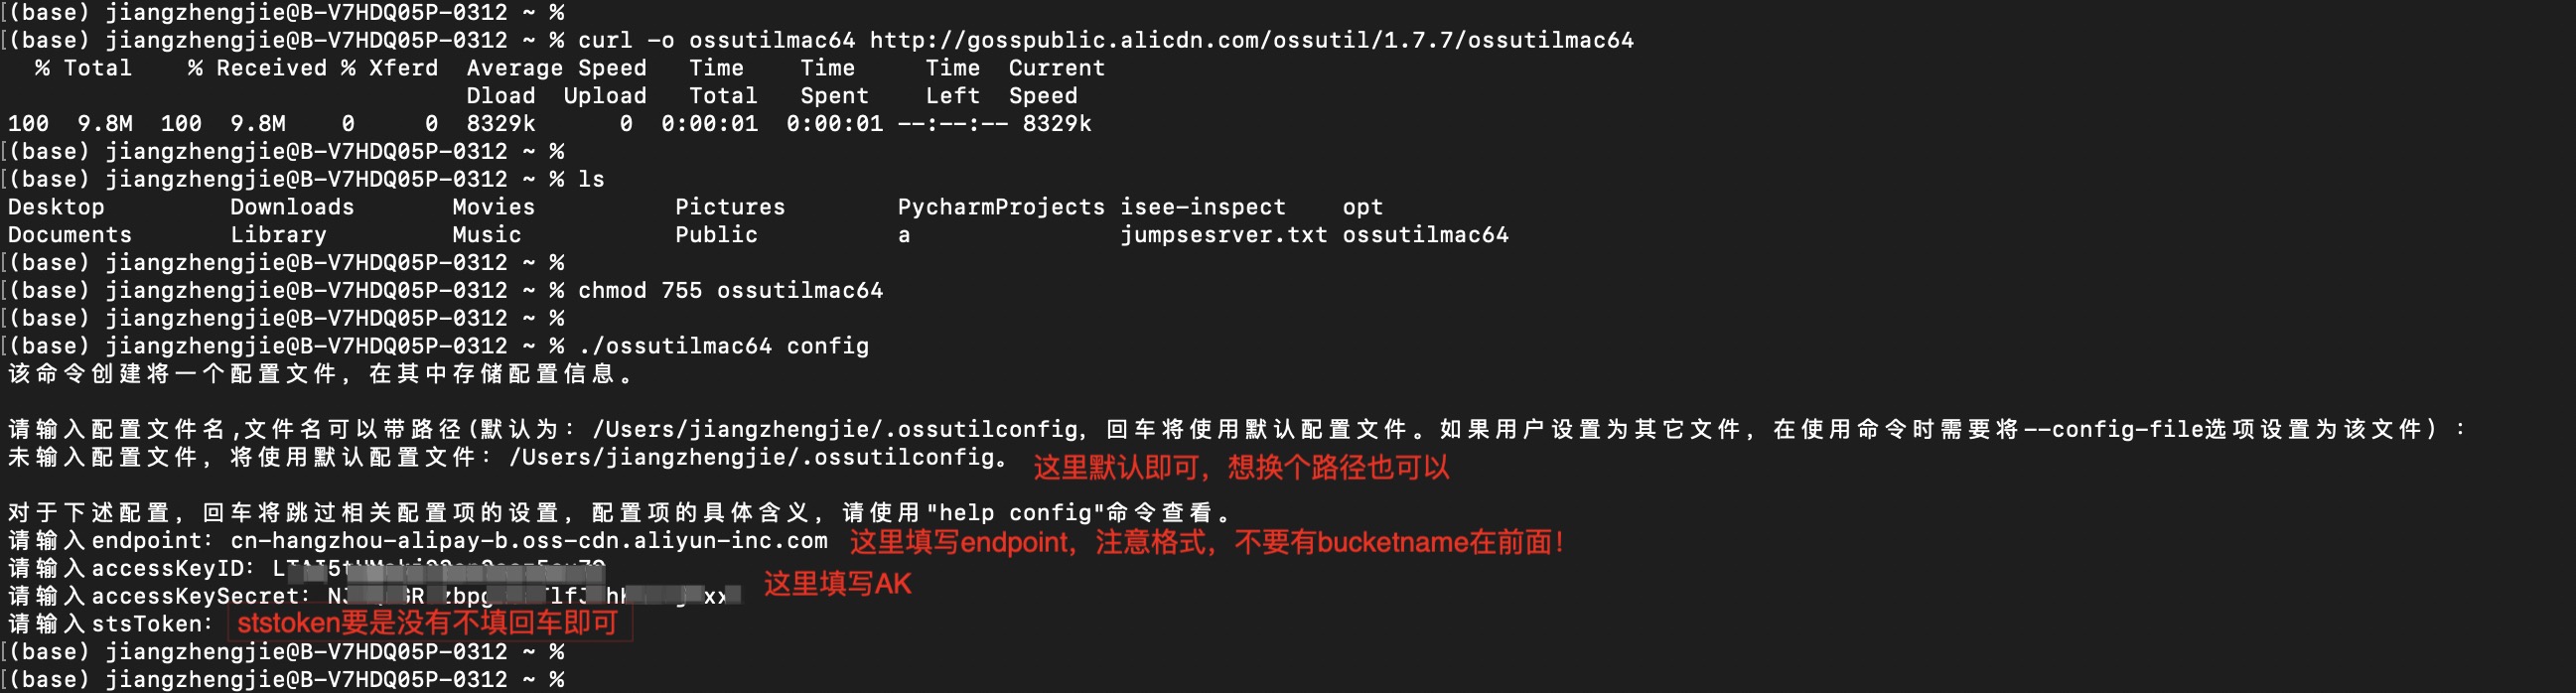 (base) jiangzhengjie@B-V7HDQ05P-0312 ~ %
(base) jiangzhengjie@B-V7HDQ05P-0312 ~ % curl -o ossutilmac64 http://gosspublic.alicdn.com/ossutil/1.7.7/ossutilmac64
% Total % Received % Xferd Average Speed Time Time Time Current
Dload Upload Total Spent Left Speed
100 9.8M 100 9.8M 0 0 8329k 0 0:00:01 0:00:01 --:--:-- 8329k
(base) jiangzhengjie@B-V7HDQ05P-0312 ~ %
(base) jiangzhengjie@B-V7HDQ05P-0312 ~ % ls
Desktop Downloads Movies Pictures PycharmProjects isee-inspect opt
Documents Library Music Public a jumpsesrver.txt ossutilmac64
(base) jiangzhengjie@B-V7HDQ05P-0312 ~ %
(base) jiangzhengjie@B-V7HDQ05P-0312 ~ % chmod 755 ossutilmac64
(base) jiangzhengjie@B-V7HDQ05P-0312 ~ %
(base) jiangzhengjie@B-V7HDQ05P-0312 ~ % ./ossutilmac64 config
该命令创建将一个配置文件，在其中存储配置信息。
请输入配置文件名,文件名可以带路径(默认为：/Users/jiangzhengjie/.ossutilconfig，回车将使用默认配置文件。如果用户设置为其它文件，在使用命令时需要将--config-file选项设置为该文件)：
未输入配置文件，将使用默认配置文件：/Users/jiangzhengjie/.ossutilconfig。 这里默认即可，想换个路径也可以
对于下述配置，回车将跳过相关配置项的设置，配置项的具体含义，请使用"help config"命令查看。
请输入endpoint：cn-hangzhou-alipay-b.oss-cdn.aliyun-inc.com 这里填写endpoint，注意格式，不要有bucketname在前面！
请输入accessKeyID：
这里填写AK
请输入accessKeySecret：
请输入stsToken： ststoken要是没有不填回车即可
(base) jiangzhengjie@B-V7HDQ05P-0312 ~ %
(base) jiangzhengjie@B-V7HDQ05P-0312 ~ %